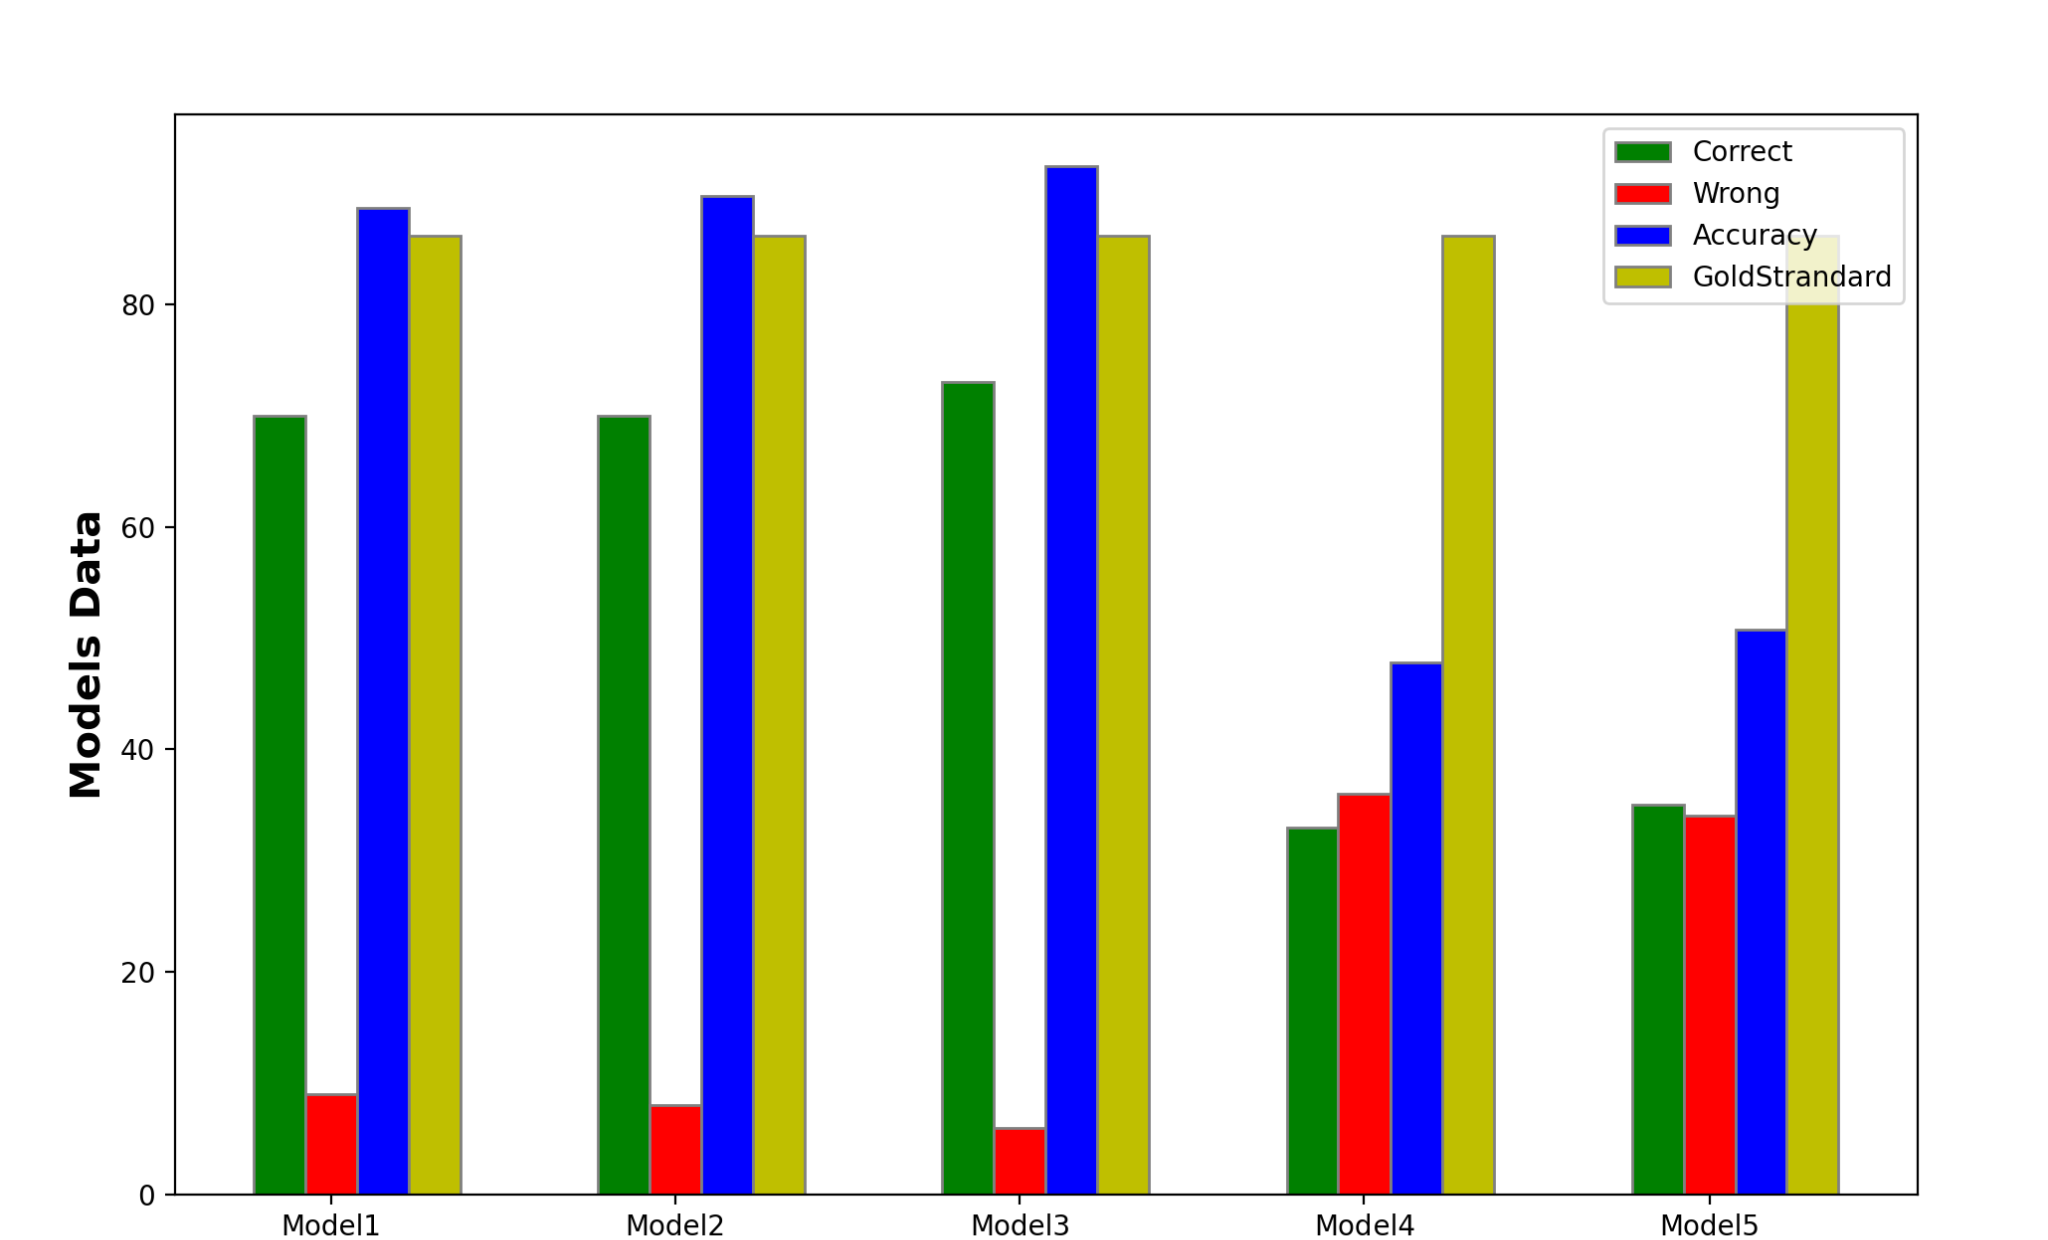 Correct
Wrong
Accuracy
GoldStrandard
Models Data
80
60
40
20
0
Model1 Model2 Model3 Model4 Model5